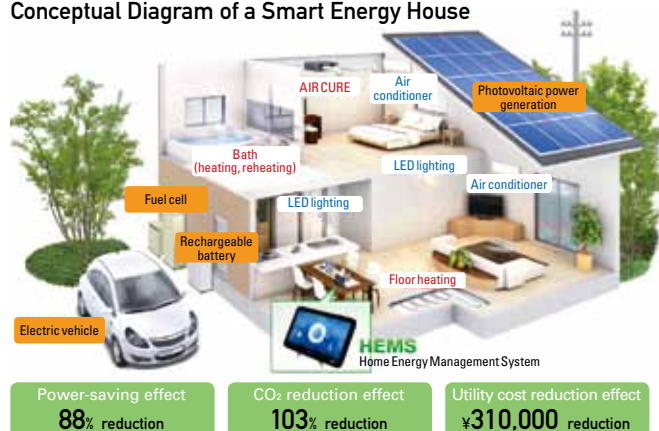 Conceptual Diagram of a Smart Energy House
AIR CURE
Air
conditioner
Photovoltaic power
generation
Bath
(heating, reheating)
LED lighting
Air conditioner
Fuel cell
LED lighting
Rechargeable
battery
Floor heating
Electric vehicle
HEMS
Home Energy Management System
Power-saving effect
88% reduction
CO₂ reduction effect
103% reduction
Utility cost reduction effect
¥310,000 reduction